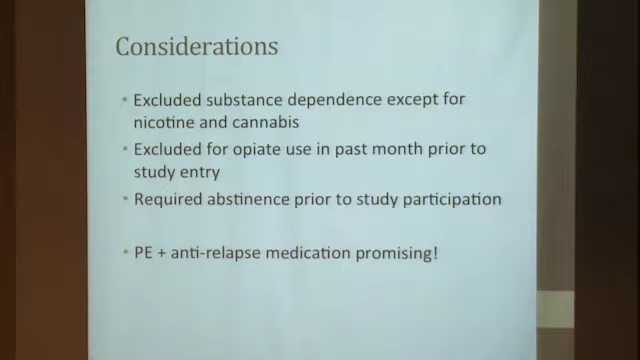 Considerations
• Excluded substance dependence except for
nicotine and cannabis
• Excluded for opiate use in past month prior to
study entry
• Required abstinence prior to study participation
• PE + anti-relapse medication promising!